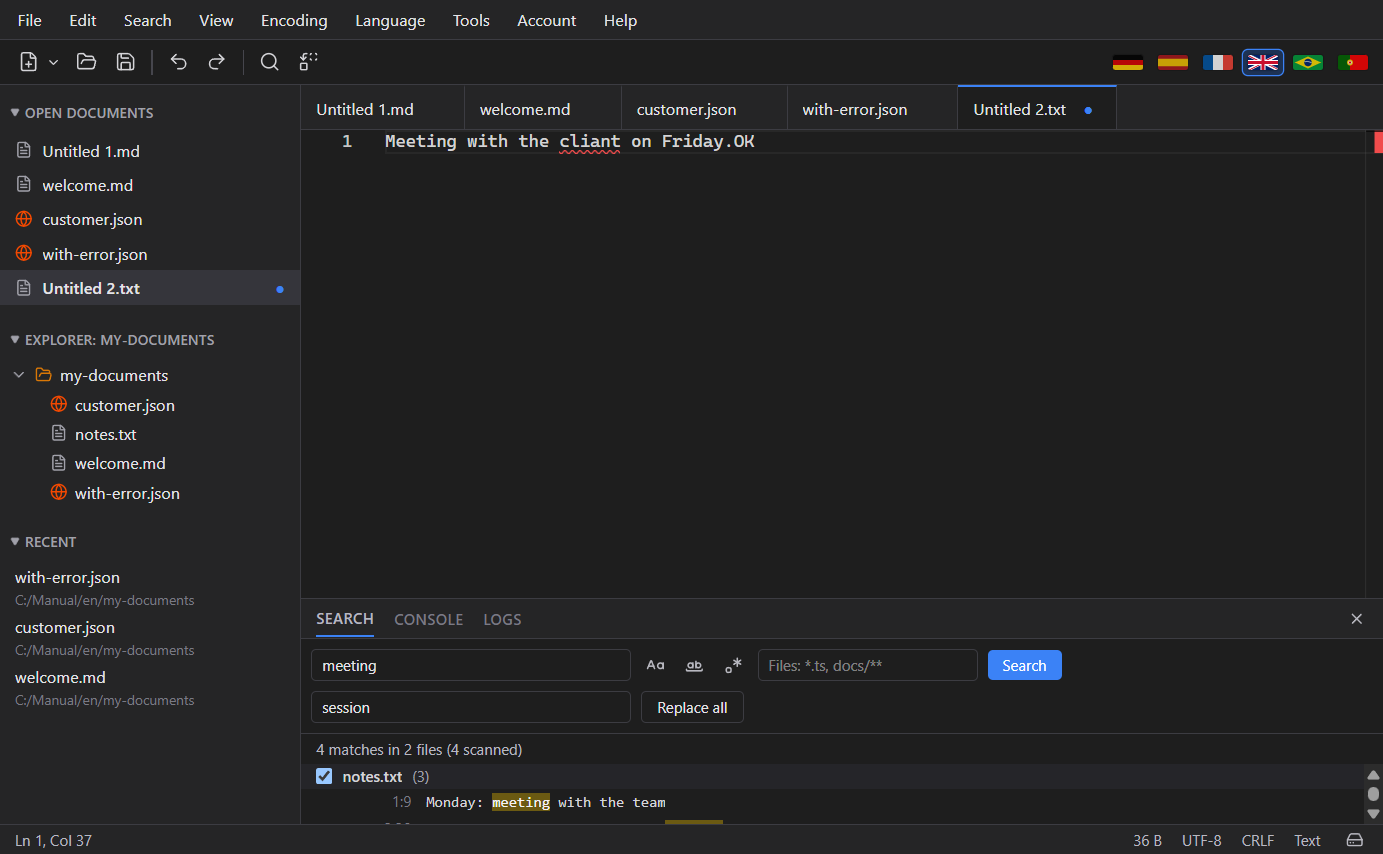 File Edit Search View Encoding Language Tools Account Help
OPEN DOCUMENTS
Untitled 1.md
welcome.md
customer.json
with-error.json
Untitled 2.txt
EXPLORER: MY-DOCUMENTS
my-documents
customer.json
notes.txt
welcome.md
with-error.json
RECENT
with-error.json
C:/Manual/en/my-documents
customer.json
C:/Manual/en/my-documents
welcome.md
C:/Manual/en/my-documents
Untitled 1.md welcome.md customer.json with-error.json Untitled 2.txt
1 Meeting with the cliant on Friday.OK
SEARCH CONSOLE LOGS
meeting Aa ab .* Files: *.ts, docs/** Search
session Replace all
4 matches in 2 files (4 scanned)
notes.txt (3)
1:9 Monday: meeting with the team
Ln 1, Col 37 36 B UTF-8 CRLF Text